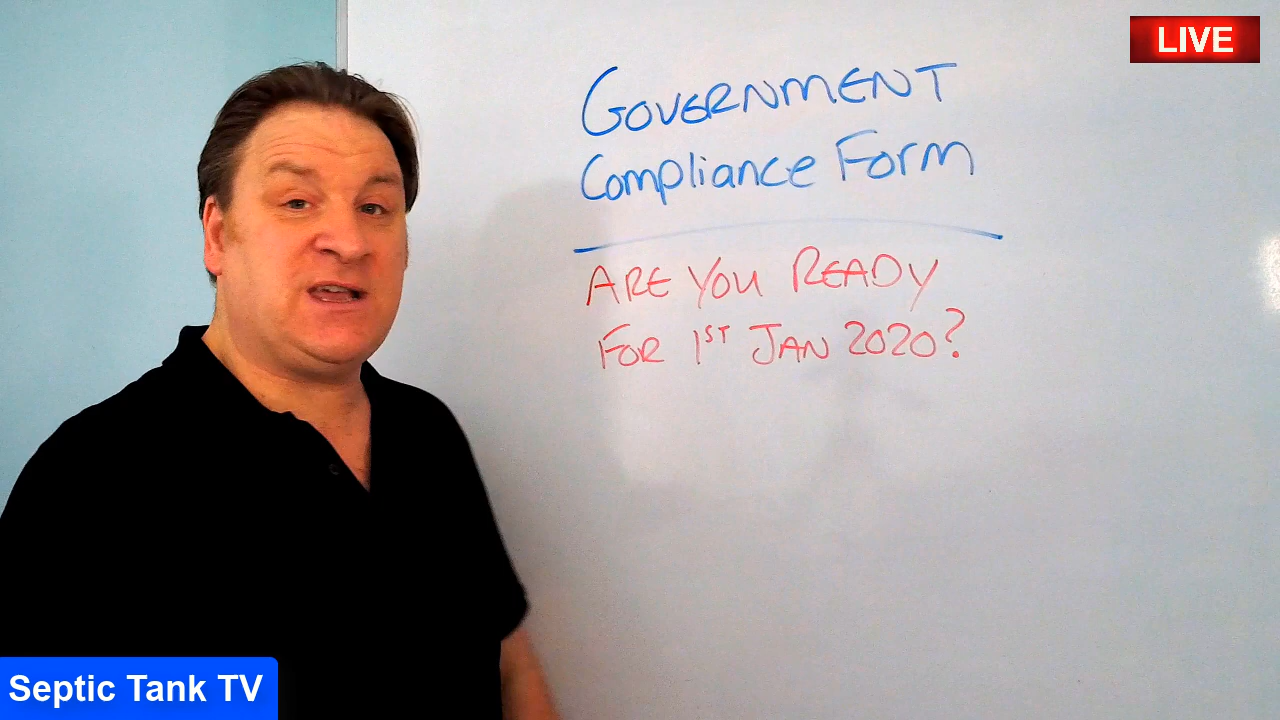 LIVE
GOVERNMENT
Compliance Form
ARE YOU READY
FOR 1ST JAN 2020?
Septic Tank TV